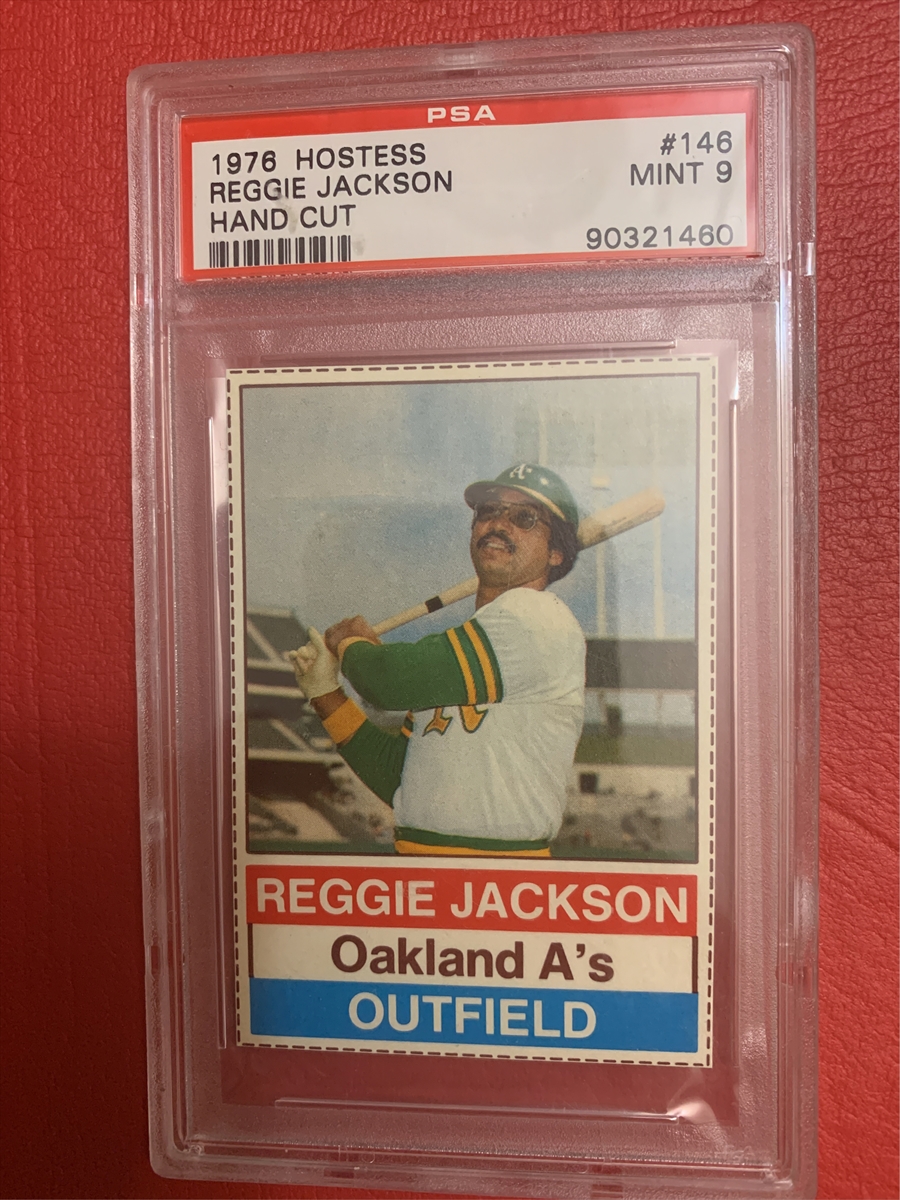 PSA
1976 HOSTESS
#146
REGGIE JACKSON
MINT 9
HAND CUT
90321460
A's
REGGIE JACKSON
Oakland A's
OUTFIELD